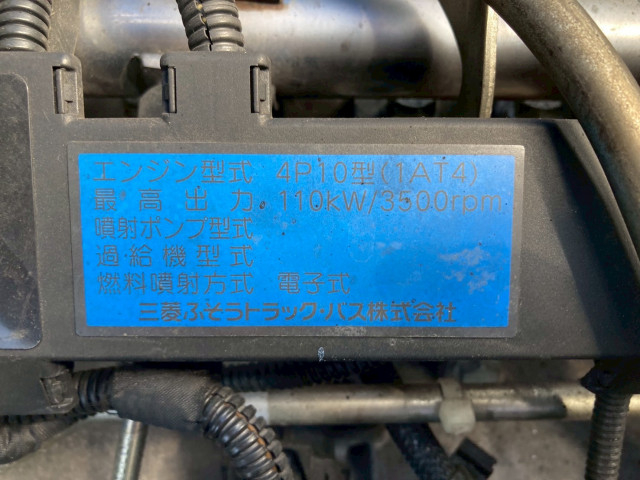 エンジン型式 4P10型(1AT4)
最高出力 110kW/3500rpm
噴射ポンプ型式
過給機型式
燃料噴射方式 電子式
三菱ふそうトラック・バス株式会社